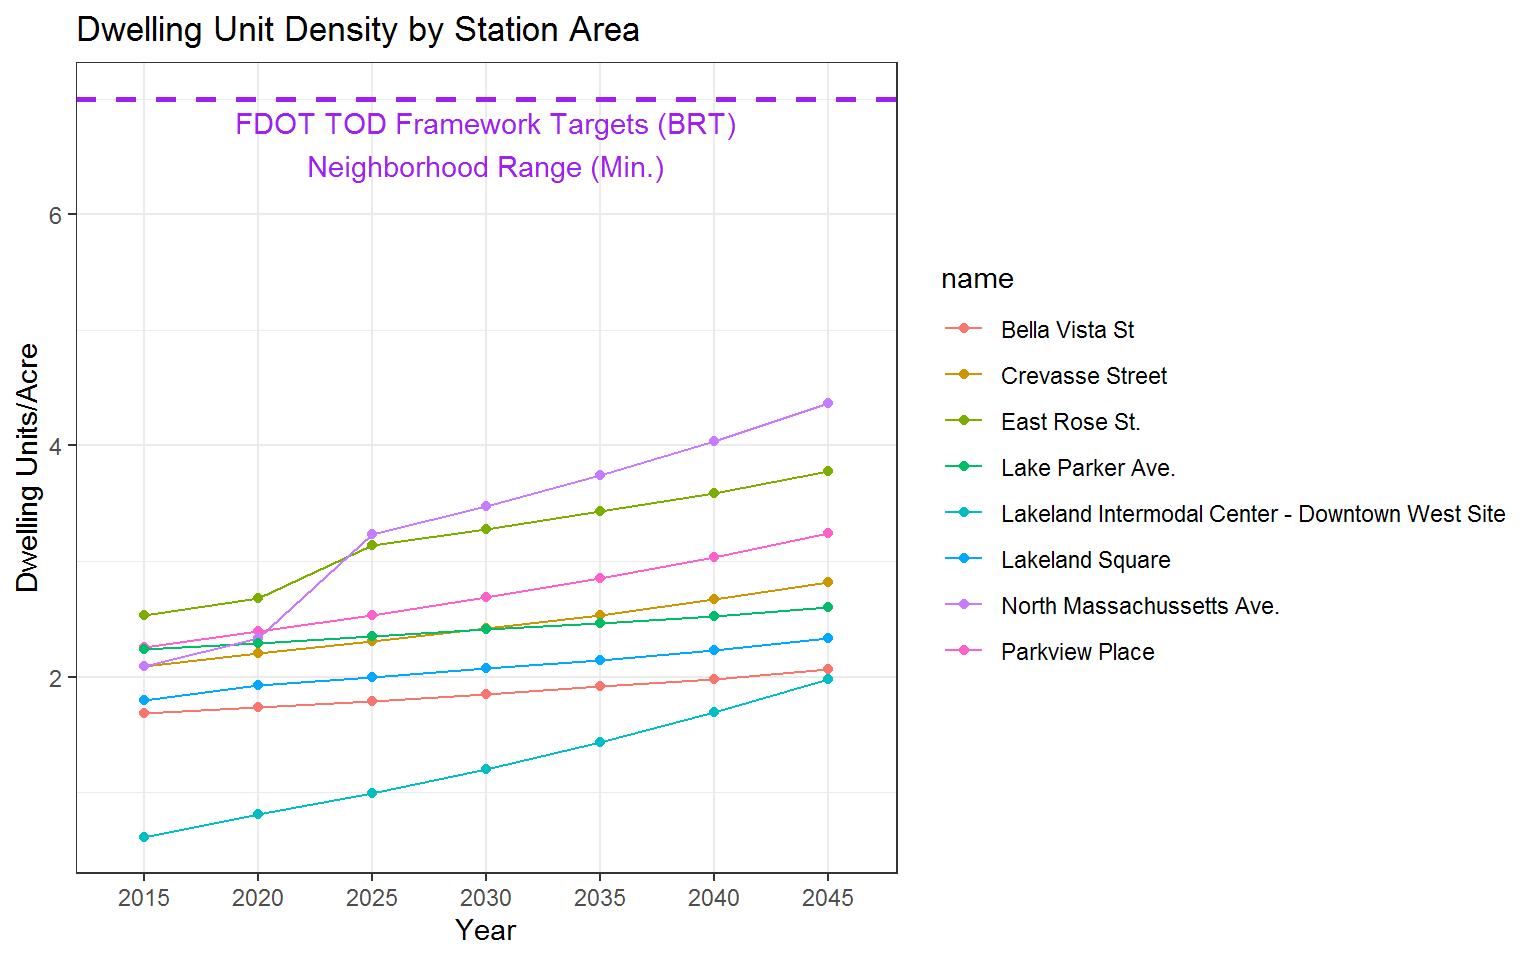 Dwelling Unit Density by Station Area
FDOT TOD Framework Targets (BRT)
Neighborhood Range (Min.)
6
4
2
Dwelling Units/Acre
2015 2020 2025 2030 2035 2040 2045
Year
name
Bella Vista St
Crevasse Street
East Rose St.
Lake Parker Ave.
Lakeland Intermodal Center - Downtown West Site
Lakeland Square
North Massachussetts Ave.
Parkview Place